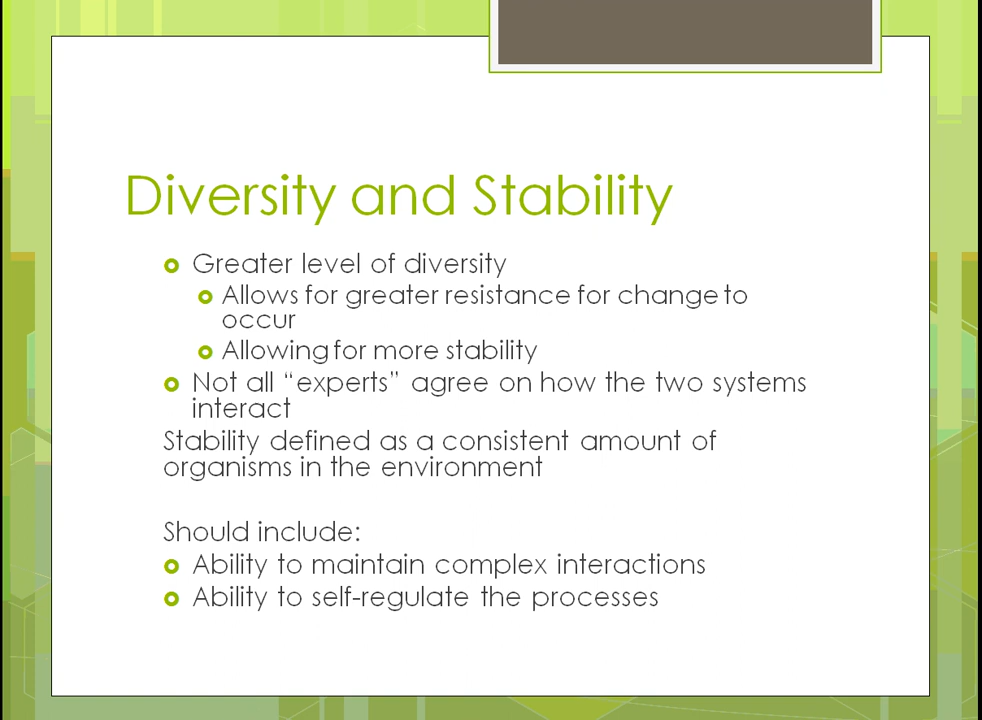 Diversity and Stability
Greater level of diversity
Allows for greater resistance for change to
occur
Allowing for more stability
Not all “experts” agree on how the two systems
interact
Stability defined as a consistent amount of
organisms in the environment
Should include:
Ability to maintain complex interactions
Ability to self-regulate the processes